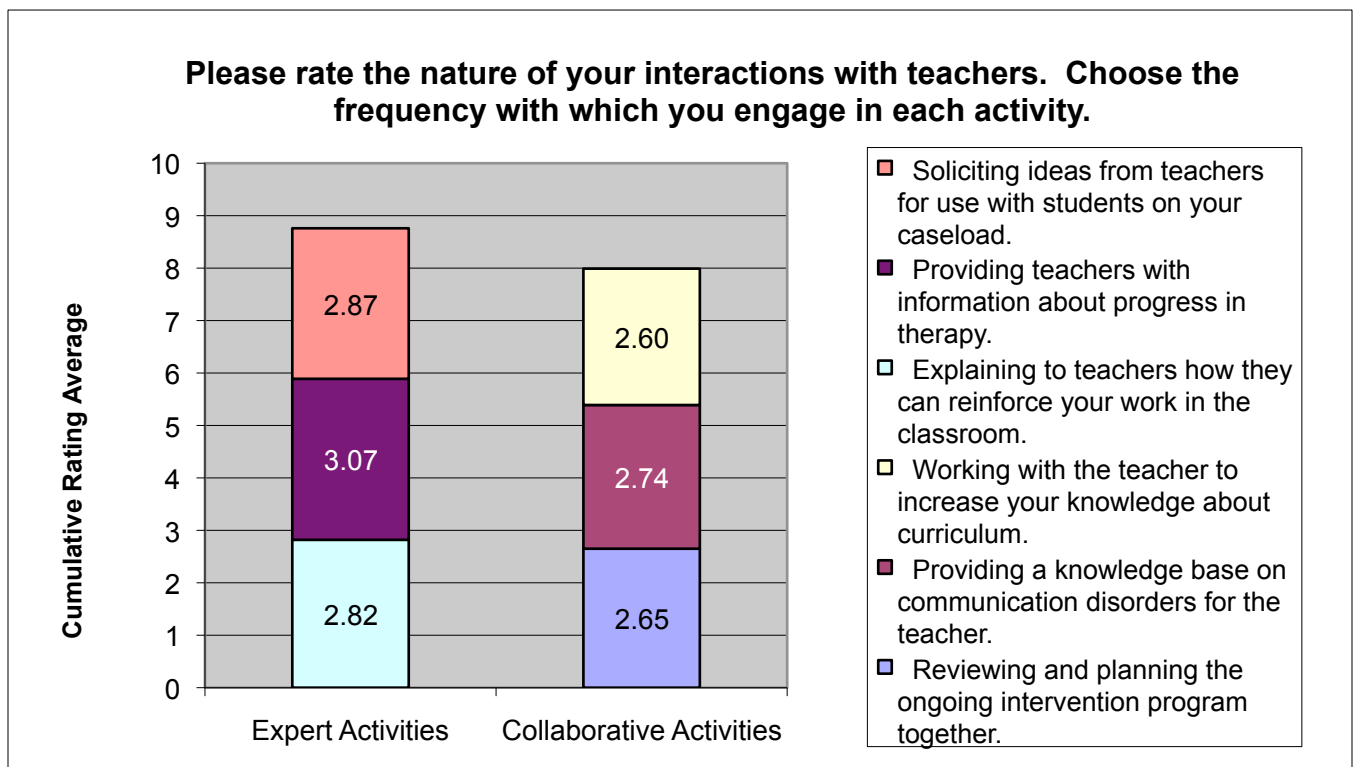 Please rate the nature of your interactions with teachers.  Choose the
frequency with which you engage in each activity.
Cumulative Rating Average
10
9
8
7
6
5
4
3
2
1
0
2.87
3.07
2.82
2.60
2.74
2.65
Expert Activities
Collaborative Activities
Soliciting ideas from teachers
for use with students on your
caseload.
Providing teachers with
information about progress in
therapy.
Explaining to teachers how they
can reinforce your work in the
classroom.
Working with the teacher to
increase your knowledge about
curriculum.
Providing a knowledge base on
communication disorders for the
teacher.
Reviewing and planning the
ongoing intervention program
together.